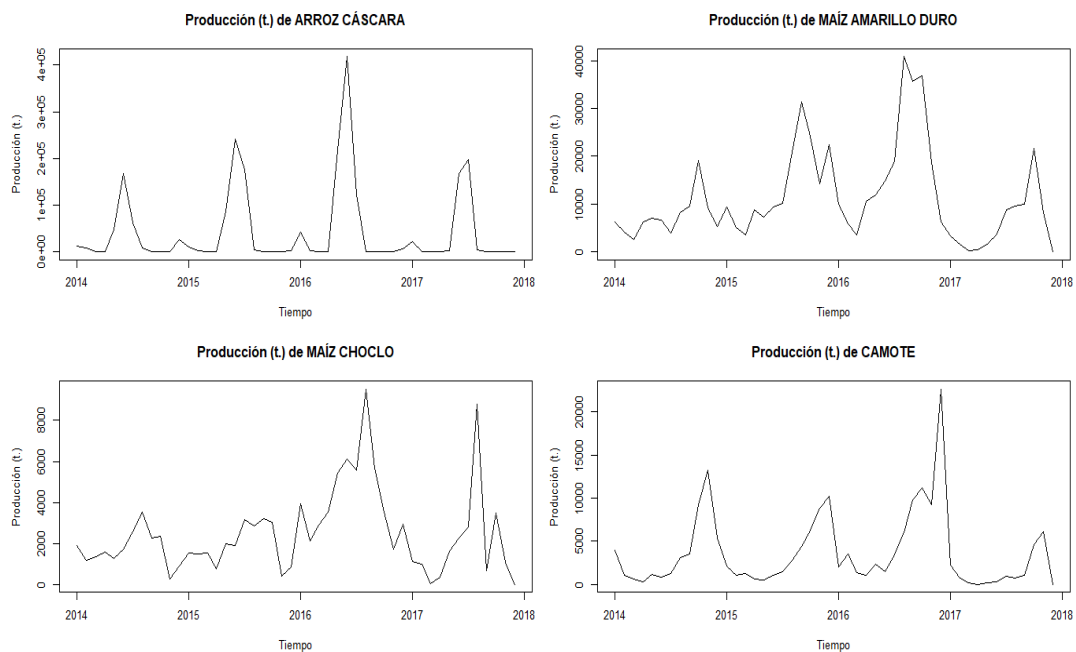 Producción (t.) de ARROZ CÁSCARA
Producción (t.)
0e+00
1e+05
2e+05
3e+05
4e+05
2014 2015 2016 2017 2018
Tiempo
Producción (t.) de MAÍZ AMARILLO DURO
Producción (t.)
0
10000
20000
30000
40000
2014 2015 2016 2017 2018
Tiempo
Producción (t.) de MAÍZ CHOCLO
Producción (t.)
0
2000
4000
6000
8000
2014 2015 2016 2017 2018
Tiempo
Producción (t.) de CAMOTE
Producción (t.)
0
5000
10000
15000
20000
2014 2015 2016 2017 2018
Tiempo